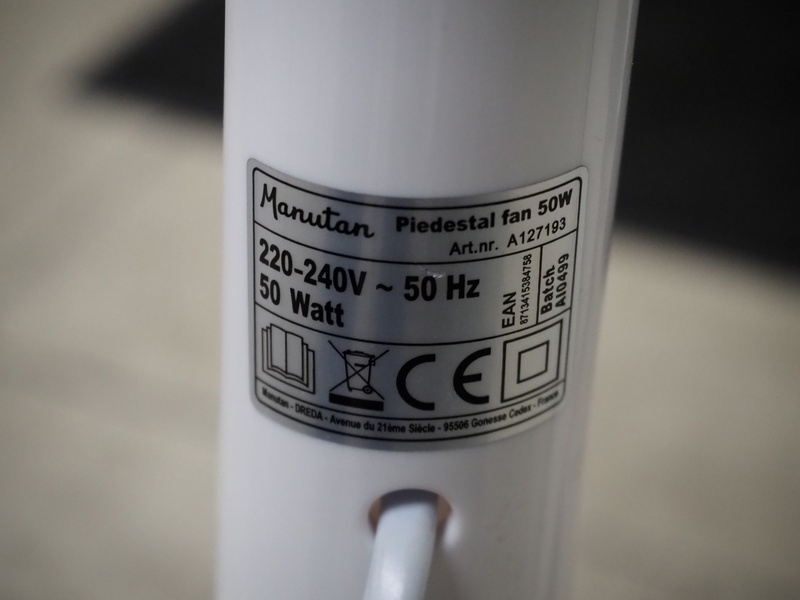 Manutan
Piedestal fan 50W
Art.nr. A127193
220-240V ~ 50 Hz
50 Watt
EAN
8713415384758
Batch
AI0499
CE
Manutan - DREDA - Avenue du 21ème Siècle - 95506 Gonesse Cedex - France